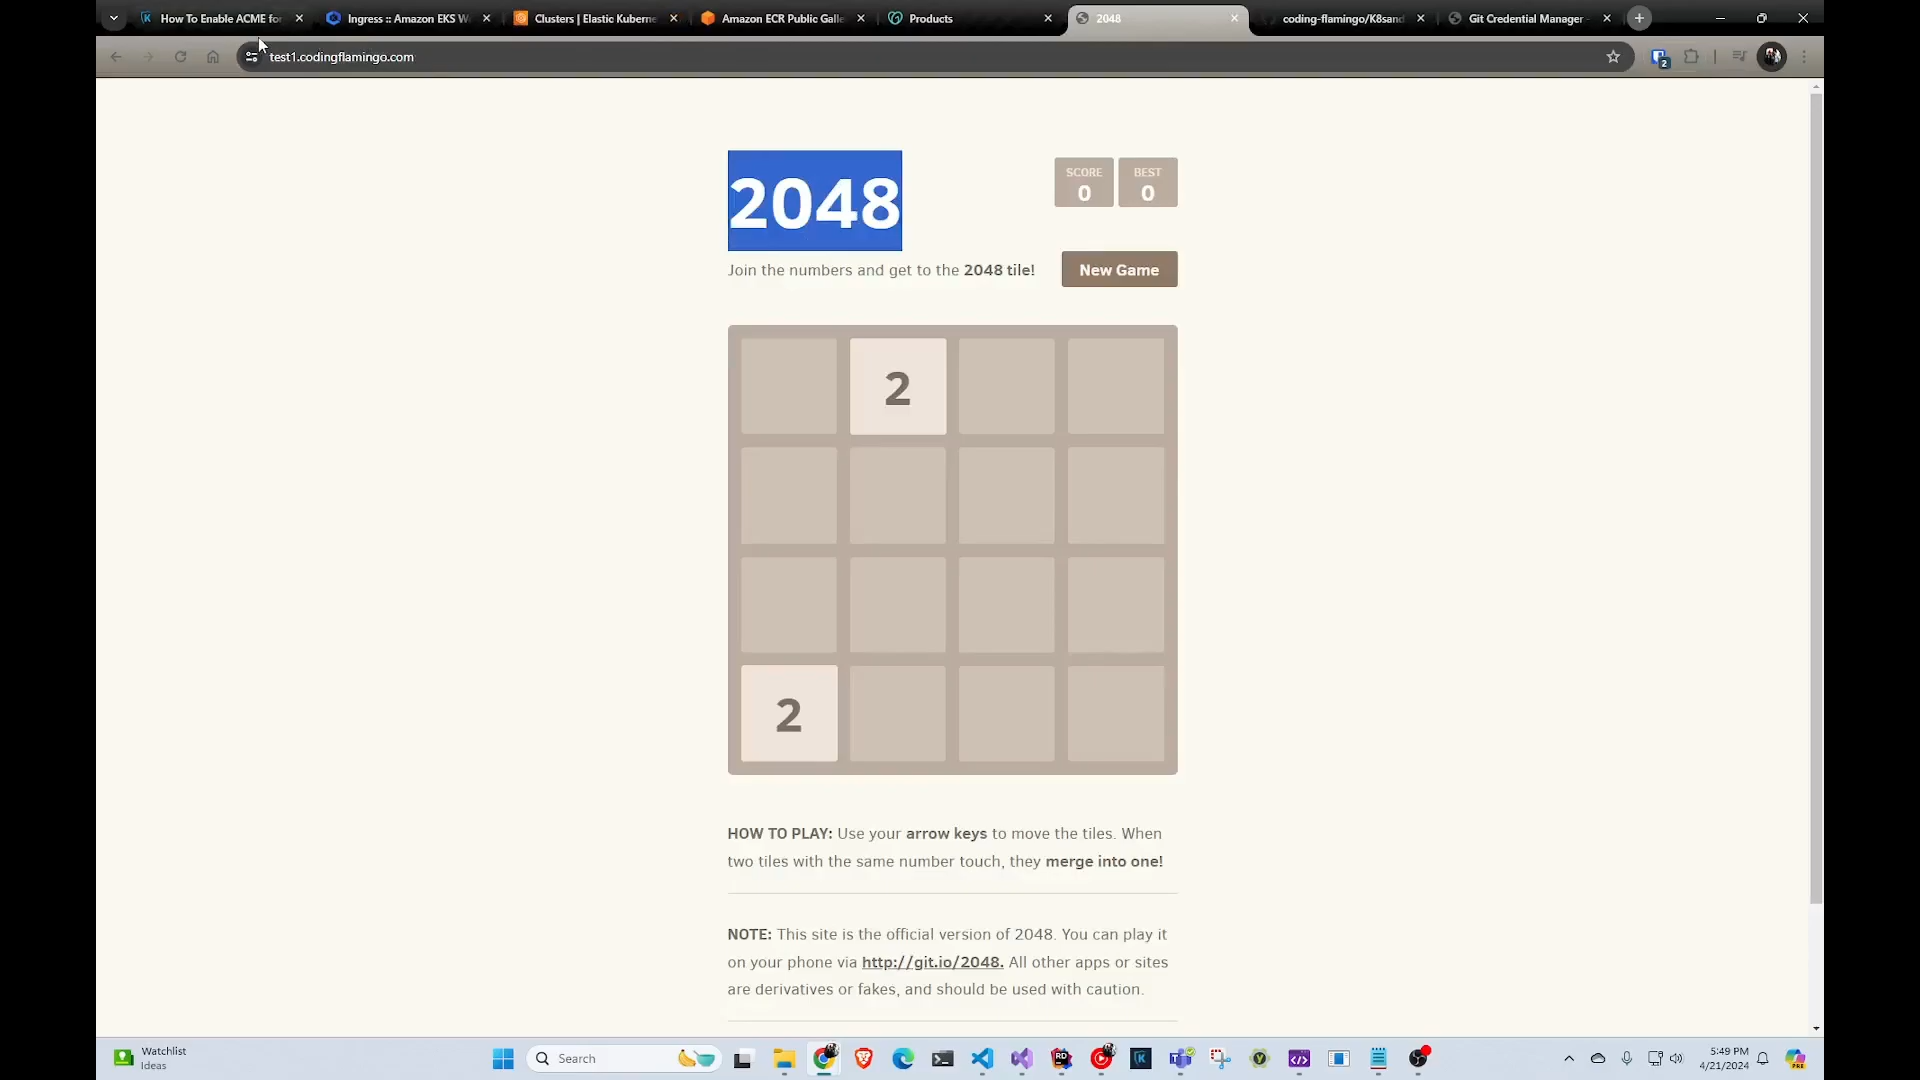 How To Enable ACME for
Ingress :: Amazon EKS W
Clusters | Elastic Kuberne
Amazon ECR Public Galle
Products
2048
coding-flamingo/K8sand
Git Credential Manager -
test1.codingflamingo.com
2
2048
SCORE
0
BEST
0
Join the numbers and get to the 2048 tile!
New Game
2
2
HOW TO PLAY: Use your arrow keys to move the tiles. When
two tiles with the same number touch, they merge into one!
NOTE: This site is the official version of 2048. You can play it
on your phone via http://git.io/2048. All other apps or sites
are derivatives or fakes, and should be used with caution.
Watchlist
Ideas
Search
5:49 PM
4/21/2024